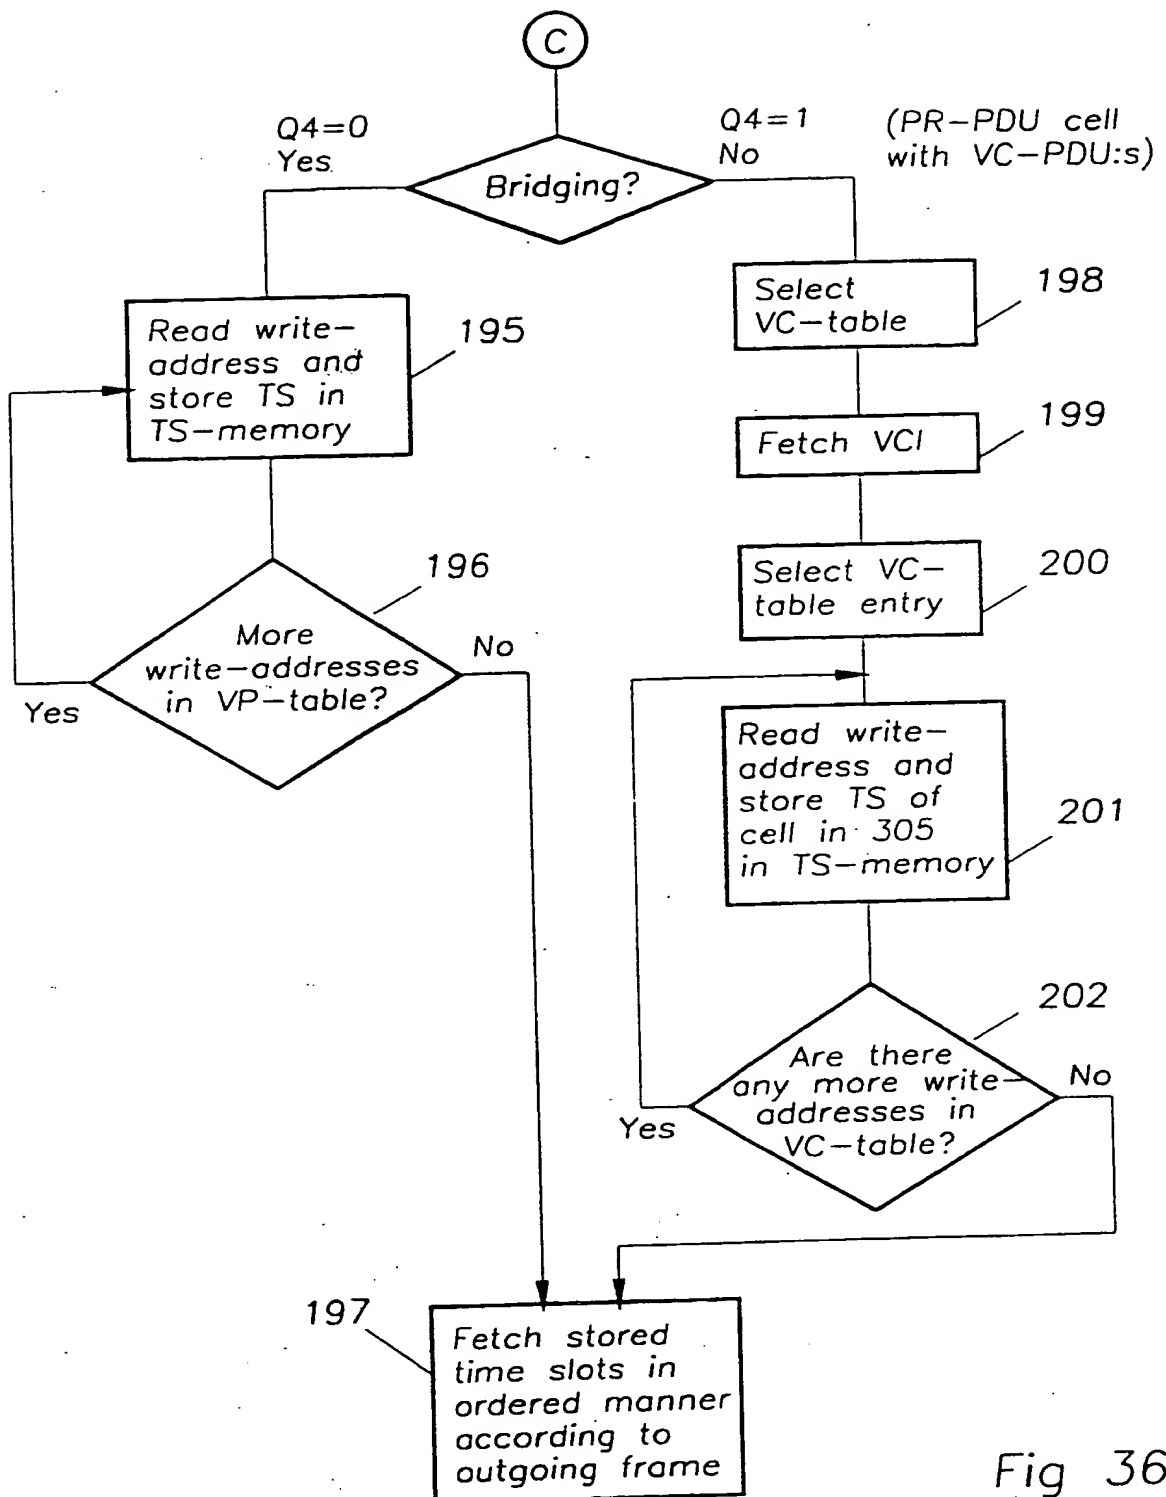 C
Q4=0
Yes
Q4=1
No
(PR-PDU cell
with VC-PDU:s)
Bridging?
Read write-
address and
store TS in
TS-memory
195
Select
VC-table
198
Fetch VCI
199
Select VC-
table entry
200
More
write-addresses
in VP-table?
196
Yes
No
Read write-
address and
store TS of
cell in 305
in TS-memory
201
Are there
any more write-
addresses in
VC-table?
202
Yes
No
197
Fetch stored
time slots in
ordered manner
according to
outgoing frame
Fig 36